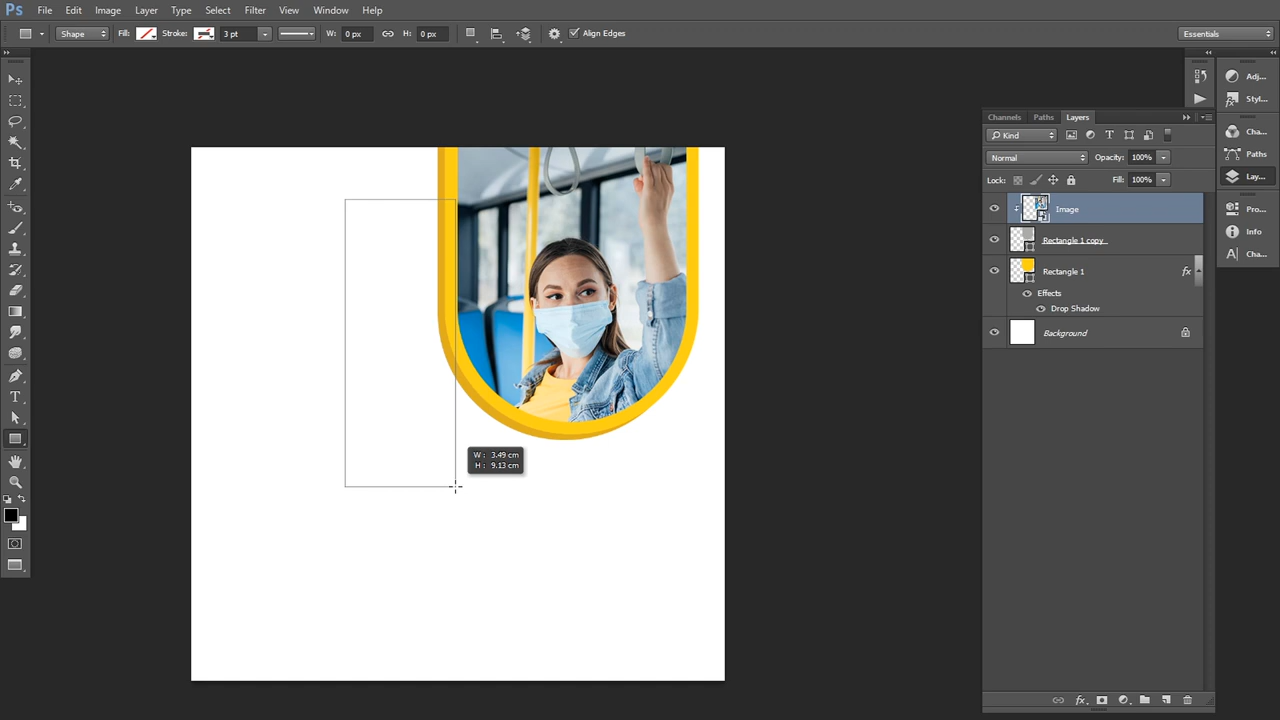 Ps File Edit Image Layer Type Select Filter View Window Help
Shape Fill: Stroke: 3 pt W: 0 px H: 0 px Align Edges Essentials
Adj...
Styl...
Channels Paths Layers
Cha...
Kind T
Paths
Normal Opacity: 100%
Lay...
Lock: Fill: 100%
Image
Pro...
Info
Rectangle 1 copy
Cha...
Rectangle 1 fx
Effects
Drop Shadow
Background
W: 3.49 cm
H: 9.13 cm